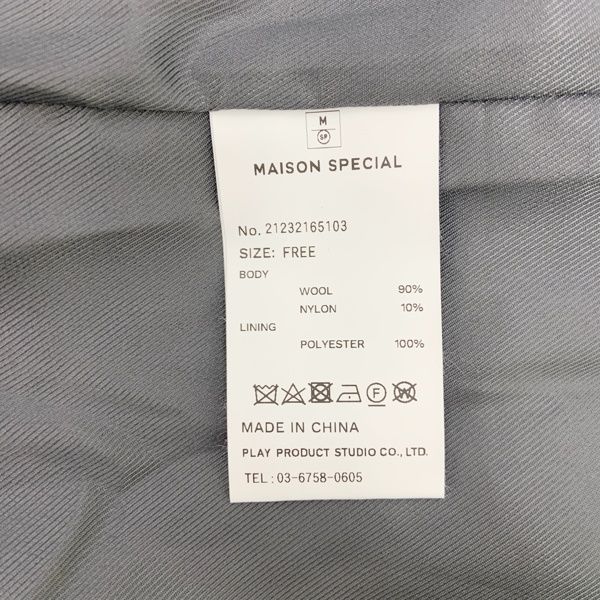 M
SP
MAISON SPECIAL
No. 21232165103
SIZE: FREE
BODY
WOOL 90%
NYLON 10%
LINING
POLYESTER 100%
F
W
MADE IN CHINA
PLAY PRODUCT STUDIO CO., LTD.
TEL: 03-6758-0605